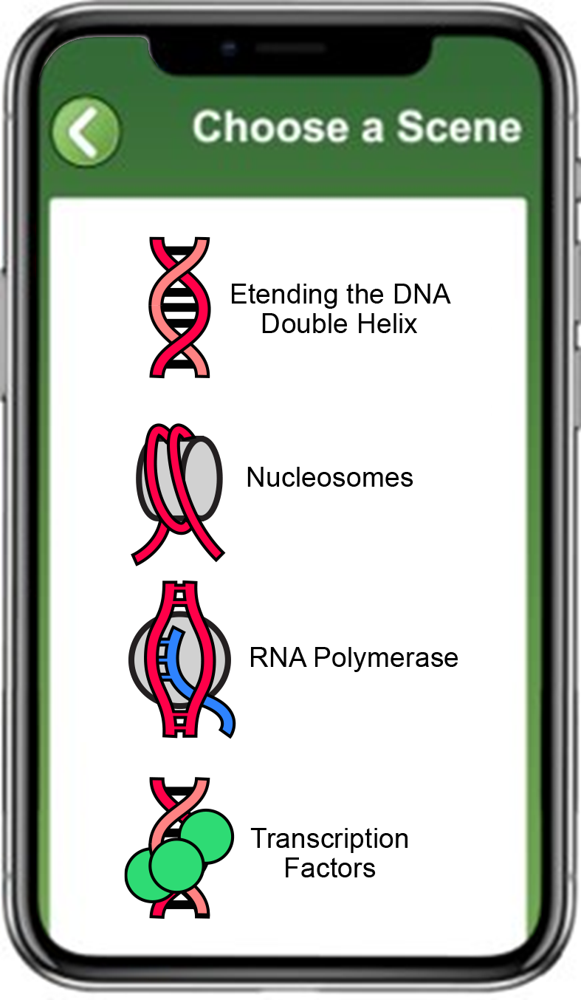 Choose a Scene
Etending the DNA
Double Helix
Nucleosomes
RNA Polymerase
Transcription
Factors